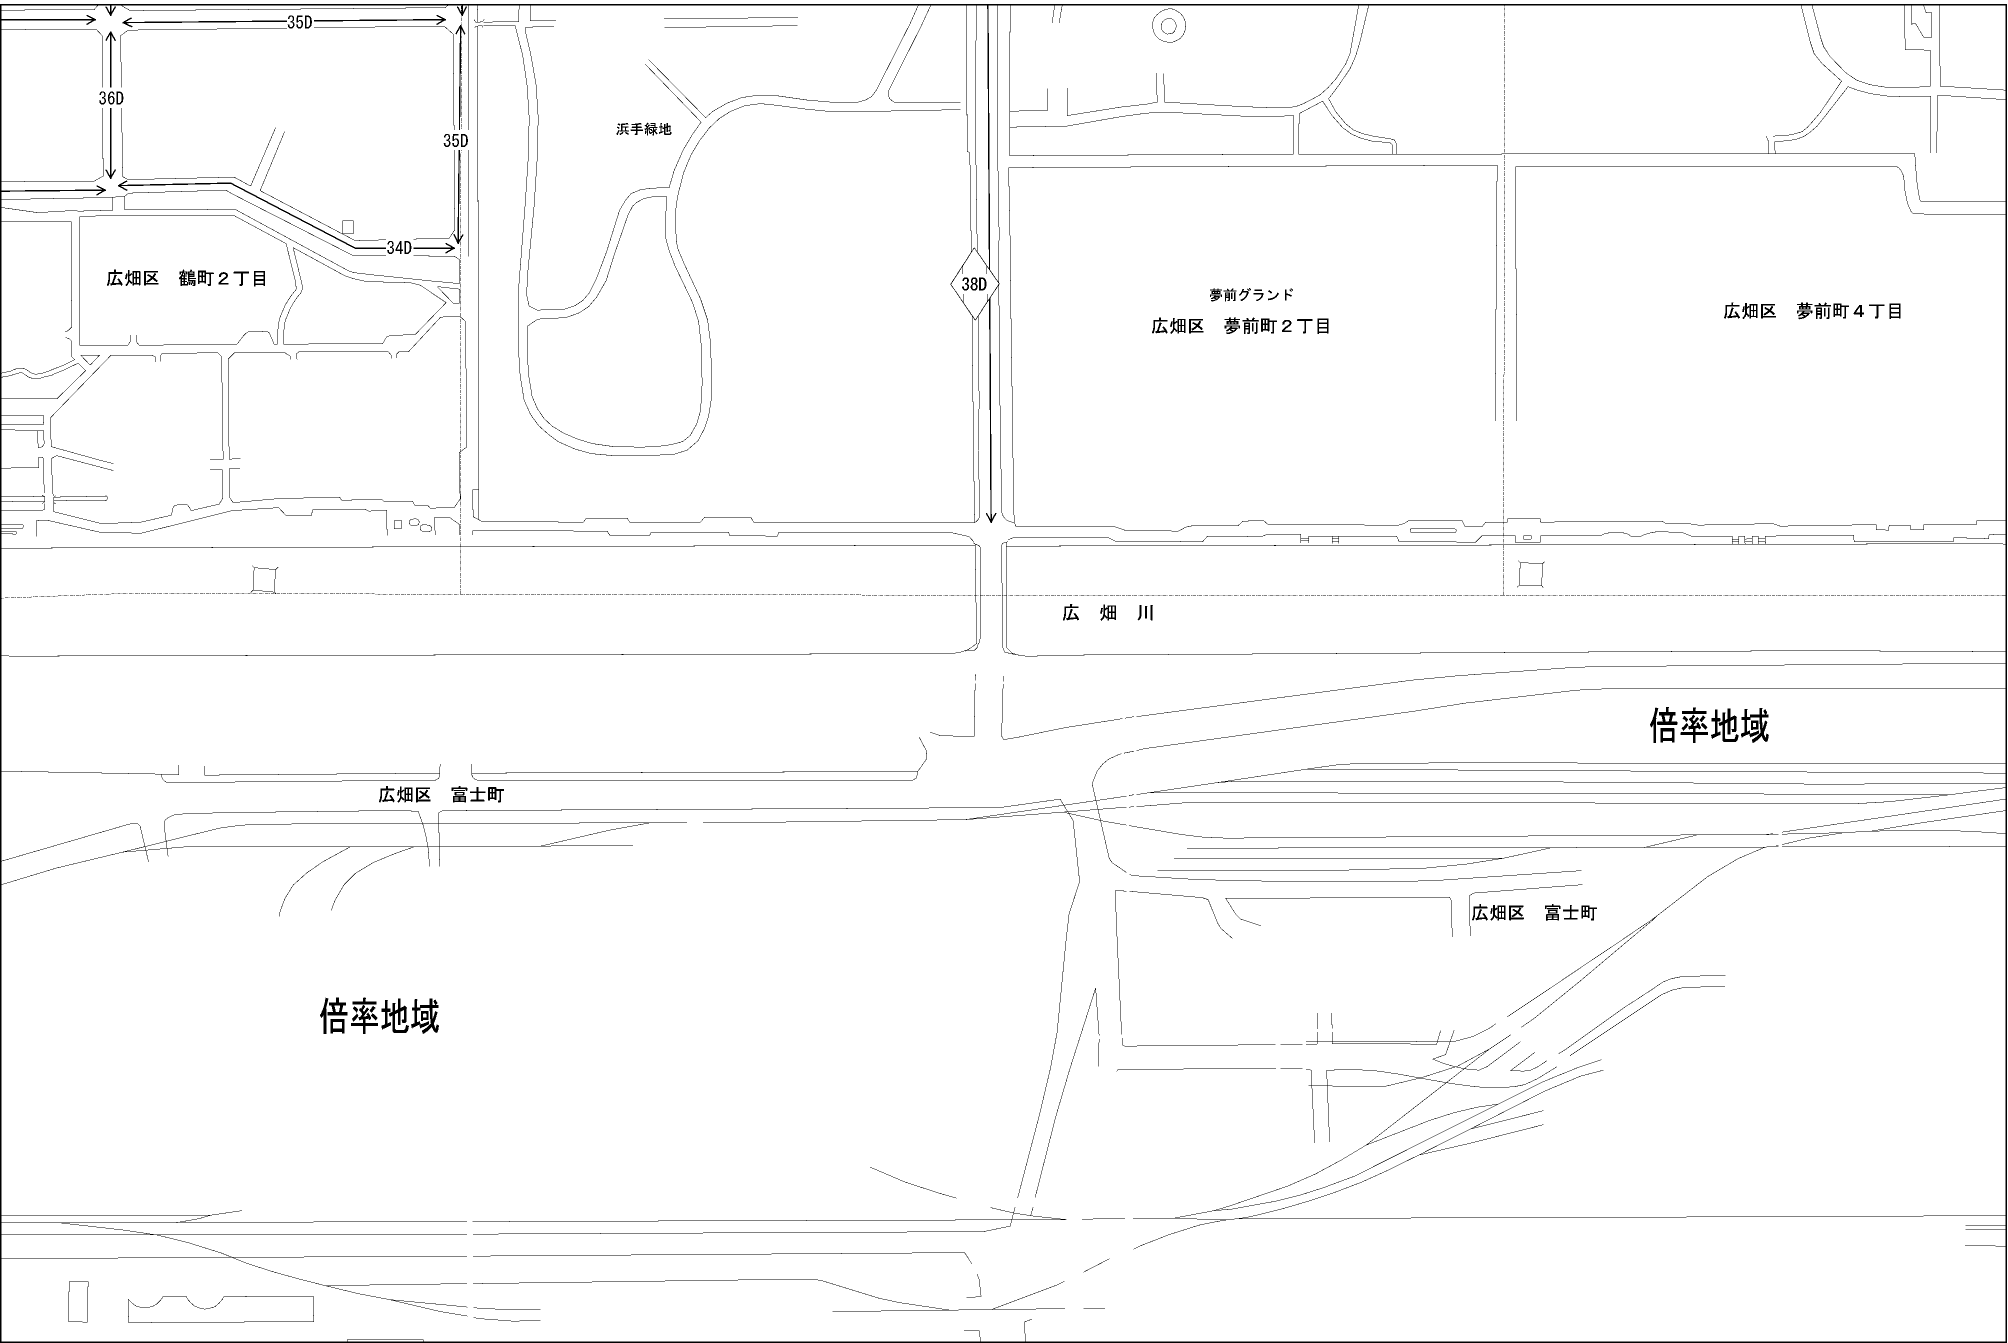 35D
36D
浜手緑地
35D
34D
広畑区　鶴町２丁目
38D
夢前グランド
広畑区　夢前町２丁目
広畑区　夢前町４丁目
広　畑　川
倍率地域
広畑区　富士町
広畑区　富士町
倍率地域